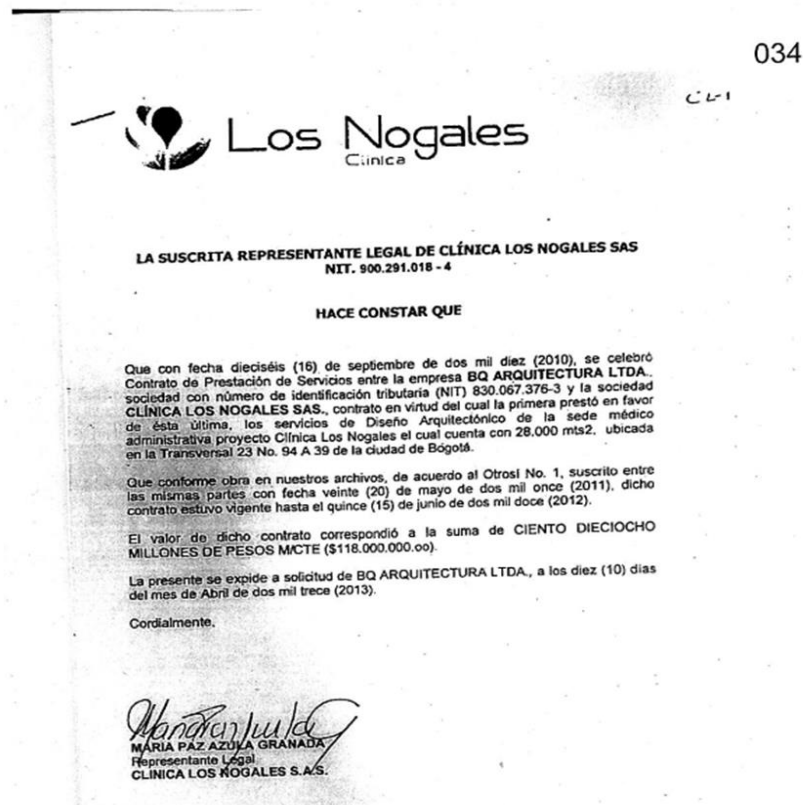 034
CL-1
Los Nogales
Clínica
LA SUSCRITA REPRESENTANTE LEGAL DE CLÍNICA LOS NOGALES SAS
NIT. 900.291.018 - 4
HACE CONSTAR QUE
Que con fecha dieciséis (16) de septiembre de dos mil diez (2010), se celebró
Contrato de Prestación de Servicios entre la empresa BQ ARQUITECTURA LTDA.,
sociedad con número de identificación tributaria (NIT) 830.067.376-3 y la sociedad
CLÍNICA LOS NOGALES SAS., contrato en virtud del cual la primera prestó en favor
de ésta última, los servicios de Diseño Arquitectónico de la sede médico
administrativa proyecto Clínica Los Nogales el cual cuenta con 28.000 mts2, ubicada
en la Transversal 23 No. 94 A 39 de la ciudad de Bogotá.
Que conforme obra en nuestros archivos, de acuerdo al Otrosí No. 1, suscrito entre
las mismas partes con fecha veinte (20) de mayo de dos mil once (2011), dicho
contrato estuvo vigente hasta el quince (15) de junio de dos mil doce (2012).
El valor de dicho contrato correspondió a la suma de CIENTO DIECIOCHO
MILLONES DE PESOS M/CTE ($118.000.000.oo).
La presente se expide a solicitud de BQ ARQUITECTURA LTDA., a los diez (10) días
del mes de Abril de dos mil trece (2013).
Cordialmente,
MARIA PAZ AZULA GRANADA
Representante Legal
CLINICA LOS NOGALES S.A.S.